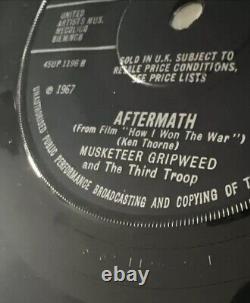 UNITED
ARTISTS MUS.
MECOLICO
BIEM/NCB
45UP.1196 B
℗ 1967
SOLD IN U.K. SUBJECT TO
RESALE PRICE CONDITIONS,
SEE PRICE LISTS
AFTERMATH
(From Film "How I Won The War")
(Ken Thorne)
MUSKETEER GRIPWEED
and The Third Troop
UNAUTHORISED PUBLIC PERFORMANCE BROADCASTING AND COPYING OF T